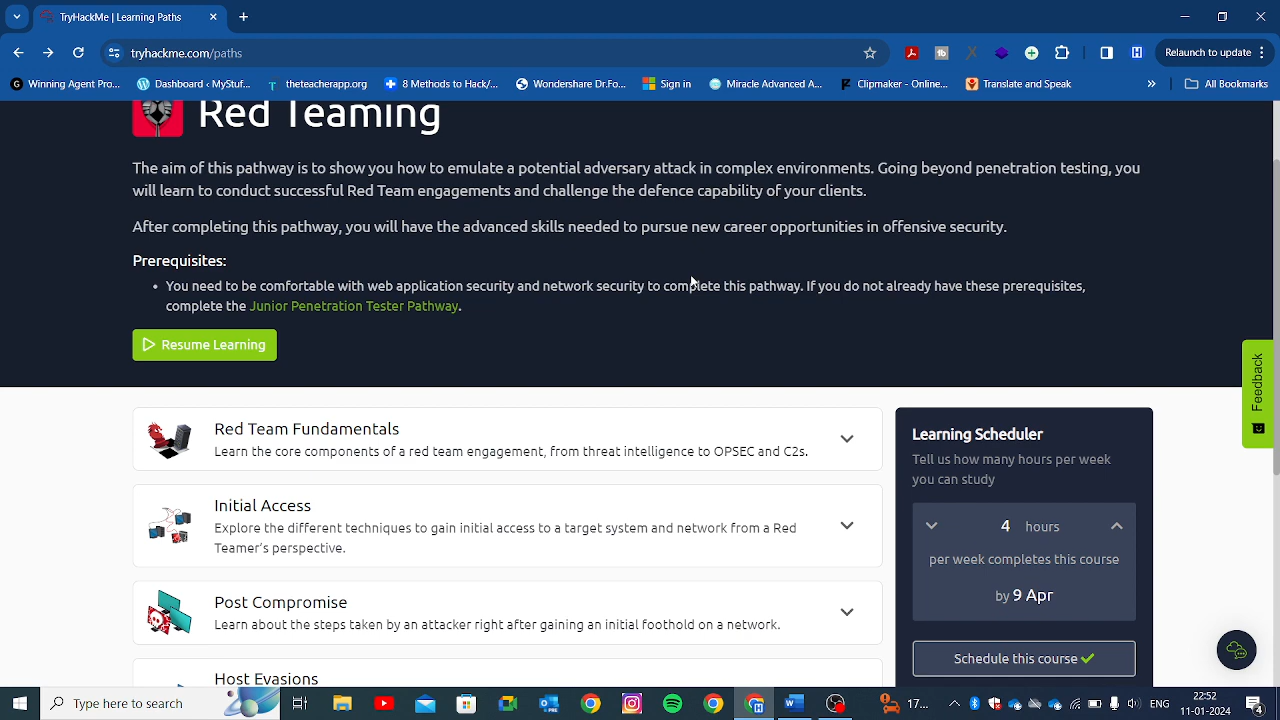 TryHackMe | Learning Paths
tryhackme.com/paths
Relaunch to update
Winning Agent Pro...
Dashboard ‹ MyStuf...
theteacherapp.org
8 Methods to Hack/...
Wondershare Dr.Fo...
Sign in
Miracle Advanced A...
Clipmaker - Online...
Translate and Speak
All Bookmarks
Red Teaming
The aim of this pathway is to show you how to emulate a potential adversary attack in complex environments. Going beyond penetration testing, you
will learn to conduct successful Red Team engagements and challenge the defence capability of your clients.
After completing this pathway, you will have the advanced skills needed to pursue new career opportunities in offensive security.
Prerequisites:
• You need to be comfortable with web application security and network security to complete this pathway. If you do not already have these prerequisites,
complete the Junior Penetration Tester Pathway.
Resume Learning
Feedback
Red Team Fundamentals
Learn the core components of a red team engagement, from threat intelligence to OPSEC and C2s.
Initial Access
Explore the different techniques to gain initial access to a target system and network from a Red
Teamer's perspective.
Post Compromise
Learn about the steps taken by an attacker right after gaining an initial foothold on a network.
Host Evasions
Learning Scheduler
Tell us how many hours per week
you can study
4 hours
per week completes this course
by 9 Apr
Schedule this course
Type here to search
17...
ENG
22:52
11-01-2024